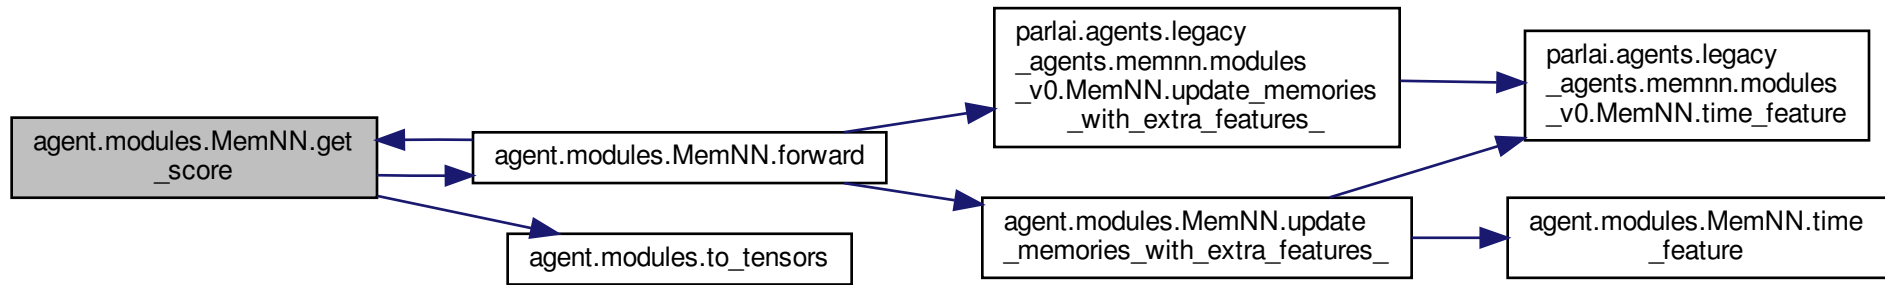 agent.modules.MemNN.get
_score
agent.modules.MemNN.forward
agent.modules.to_tensors
parlai.agents.legacy
_agents.memnn.modules
_v0.MemNN.update_memories
_with_extra_features_
agent.modules.MemNN.update
_memories_with_extra_features_
parlai.agents.legacy
_agents.memnn.modules
_v0.MemNN.time_feature
agent.modules.MemNN.time
_feature